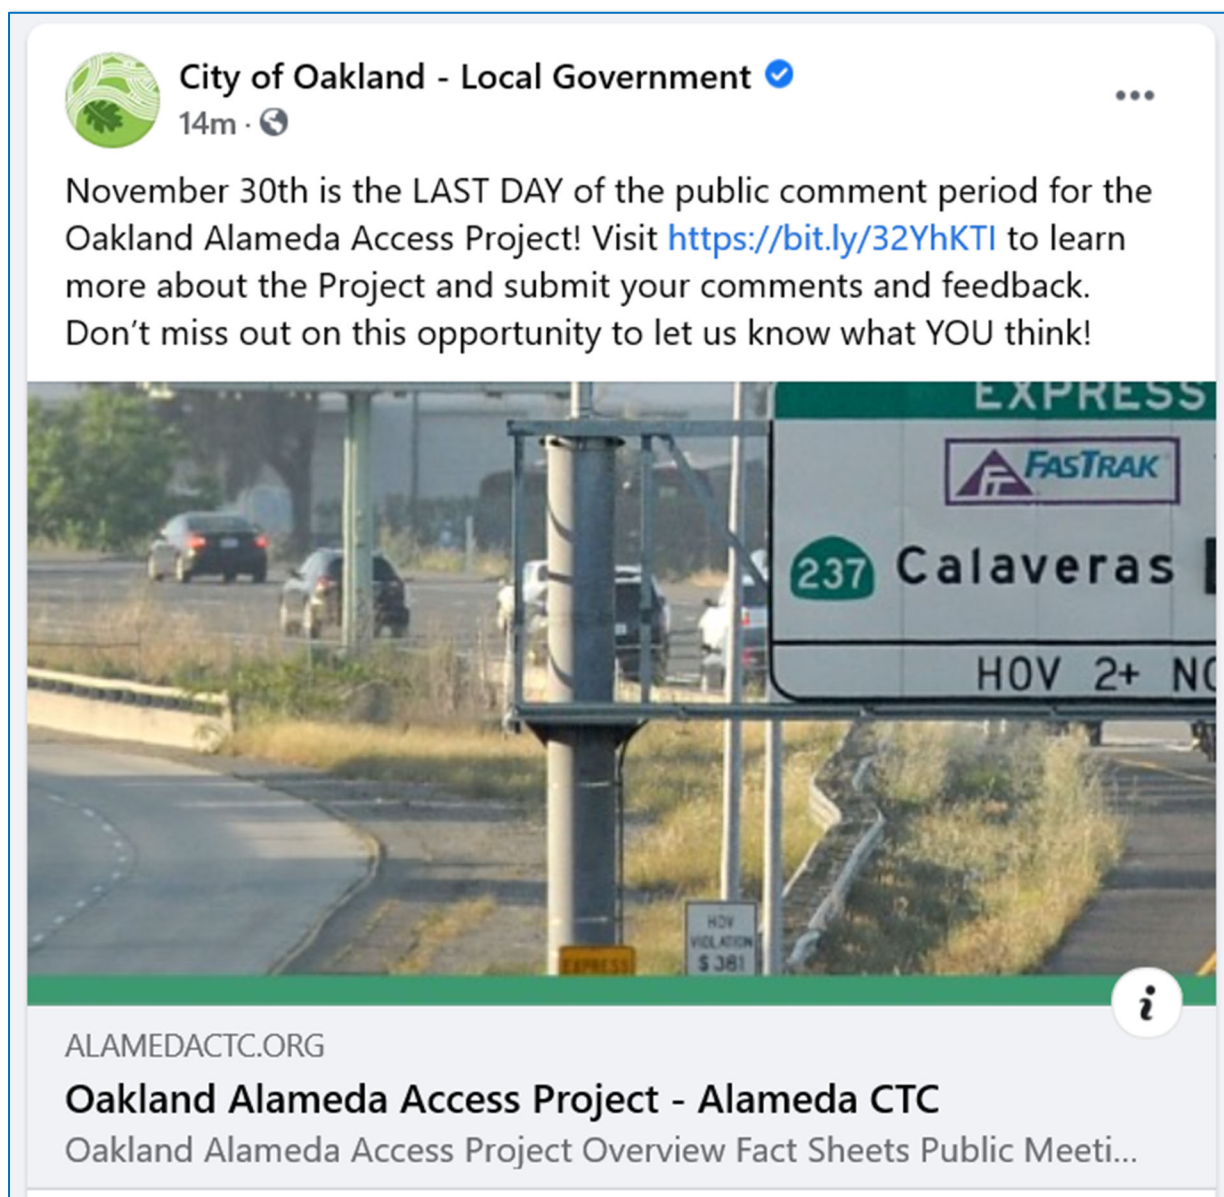 City of Oakland - Local Government
14m ·
November 30th is the LAST DAY of the public comment period for the
Oakland Alameda Access Project! Visit https://bit.ly/32YhKTI to learn
more about the Project and submit your comments and feedback.
Don’t miss out on this opportunity to let us know what YOU think!
EXPRESS
FASTRAK
237 Calaveras
HOV 2+ NO
HOV
VIOLATION
$381
EXPRESS
i
ALAMEDACTC.ORG
Oakland Alameda Access Project - Alameda CTC
Oakland Alameda Access Project Overview Fact Sheets Public Meeti...